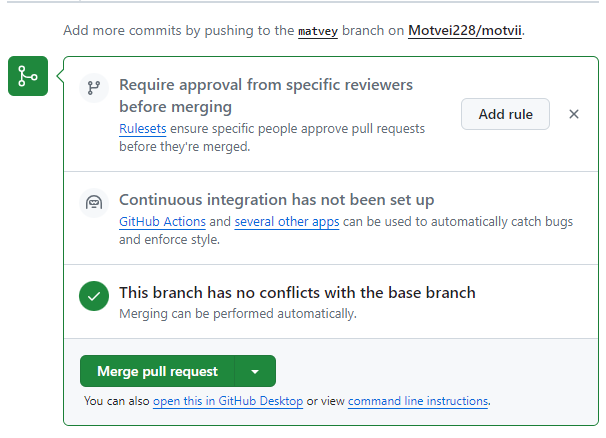 Add more commits by pushing to the matvey branch on Motvei228/motvii.
Require approval from specific reviewers
before merging
Rulesets ensure specific people approve pull requests
before they're merged.
Add rule
Continuous integration has not been set up
GitHub Actions and several other apps can be used to automatically catch bugs
and enforce style.
This branch has no conflicts with the base branch
Merging can be performed automatically.
Merge pull request
You can also open this in GitHub Desktop or view command line instructions.